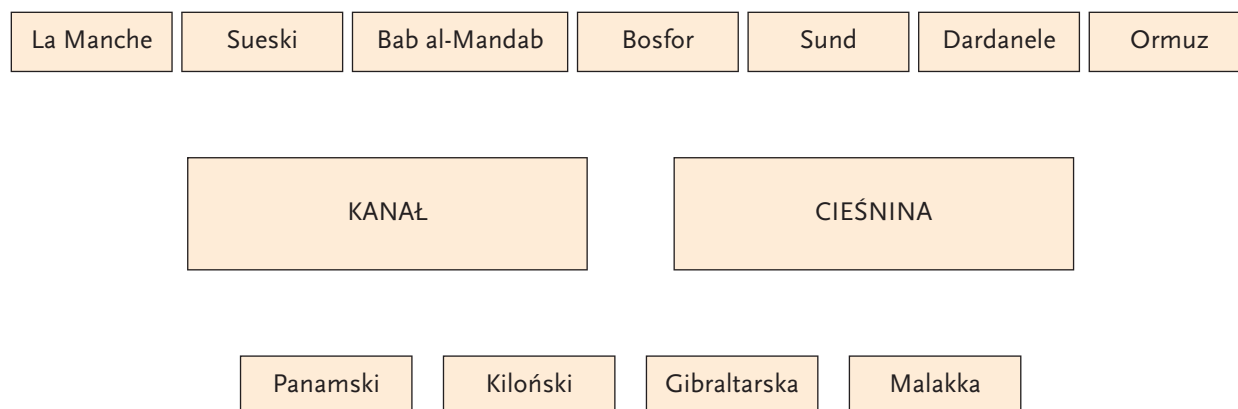 La Manche Sueski Bab al-Mandab Bosfor Sund Dardanele Ormuz
KANAŁ CIEŚNINA
Panamski Kiloński Gibraltarska Malakka